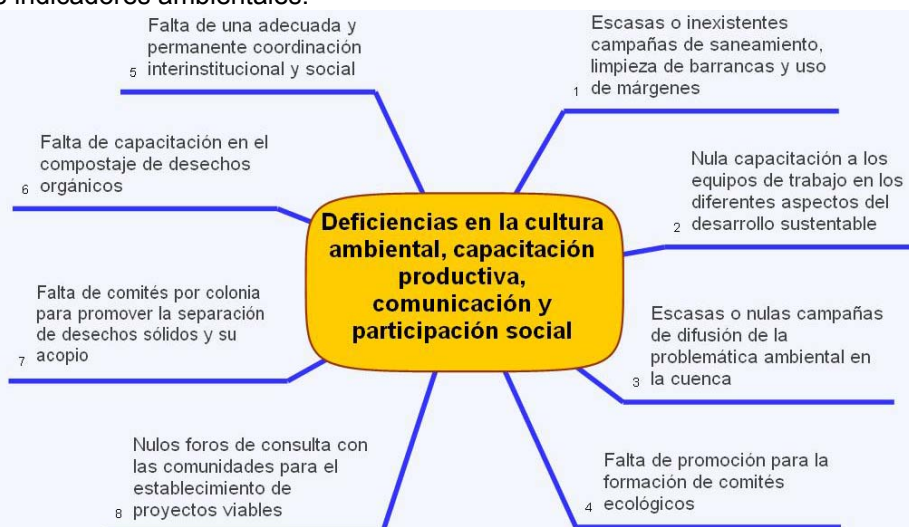 s indicadores ambientales.
Deficiencias en la cultura
ambiental, capacitación
productiva,
comunicación y
participación social
Escasas o inexistentes
campañas de saneamiento,
limpieza de barrancas y uso
1 de márgenes
Nula capacitación a los
equipos de trabajo en los
diferentes aspectos del
2 desarrollo sustentable
Escasas o nulas campañas
de difusión de la
problemática ambiental en
3 la cuenca
Falta de promoción para la
formación de comités
4 ecológicos
Falta de una adecuada y
permanente coordinación
5 interinstitucional y social
Falta de capacitación en el
compostaje de desechos
6 orgánicos
Falta de comités por colonia
para promover la separación
de desechos sólidos y su
7 acopio
Nulos foros de consulta con
las comunidades para el
establecimiento de
8 proyectos viables